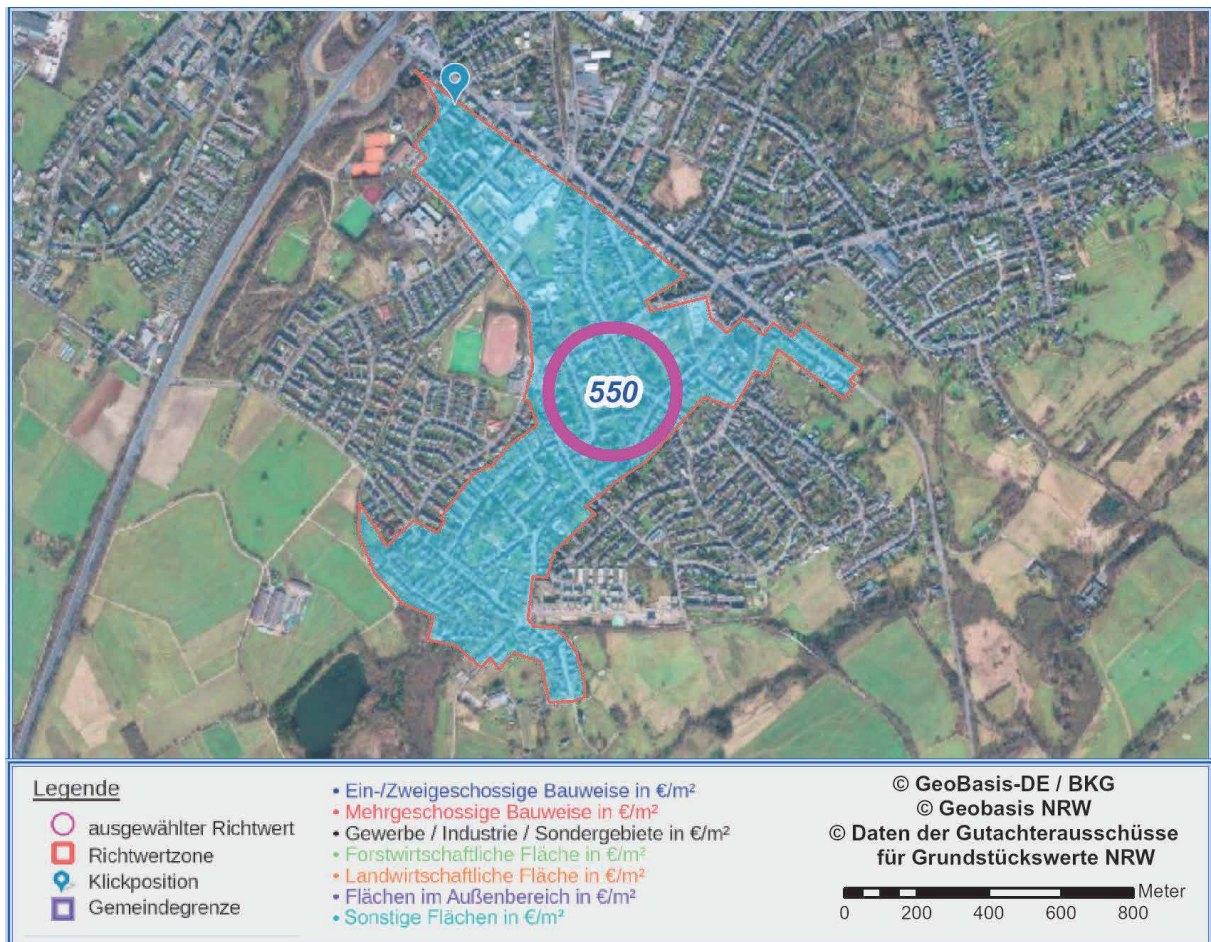 550
Legende
ausgewählter Richtwert
Richtwertzone
Klickposition
Gemeindegrenze
• Ein-/Zweigeschossige Bauweise in €/m²
• Mehrgeschossige Bauweise in €/m²
• Gewerbe / Industrie / Sondergebiete in €/m²
• Forstwirtschaftliche Fläche in €/m²
• Landwirtschaftliche Fläche in €/m²
• Flächen im Außenbereich in €/m²
• Sonstige Flächen in €/m²
© GeoBasis-DE / BKG
© Geobasis NRW
© Daten der Gutachterausschüsse
für Grundstückswerte NRW
Meter
0 200 400 600 800